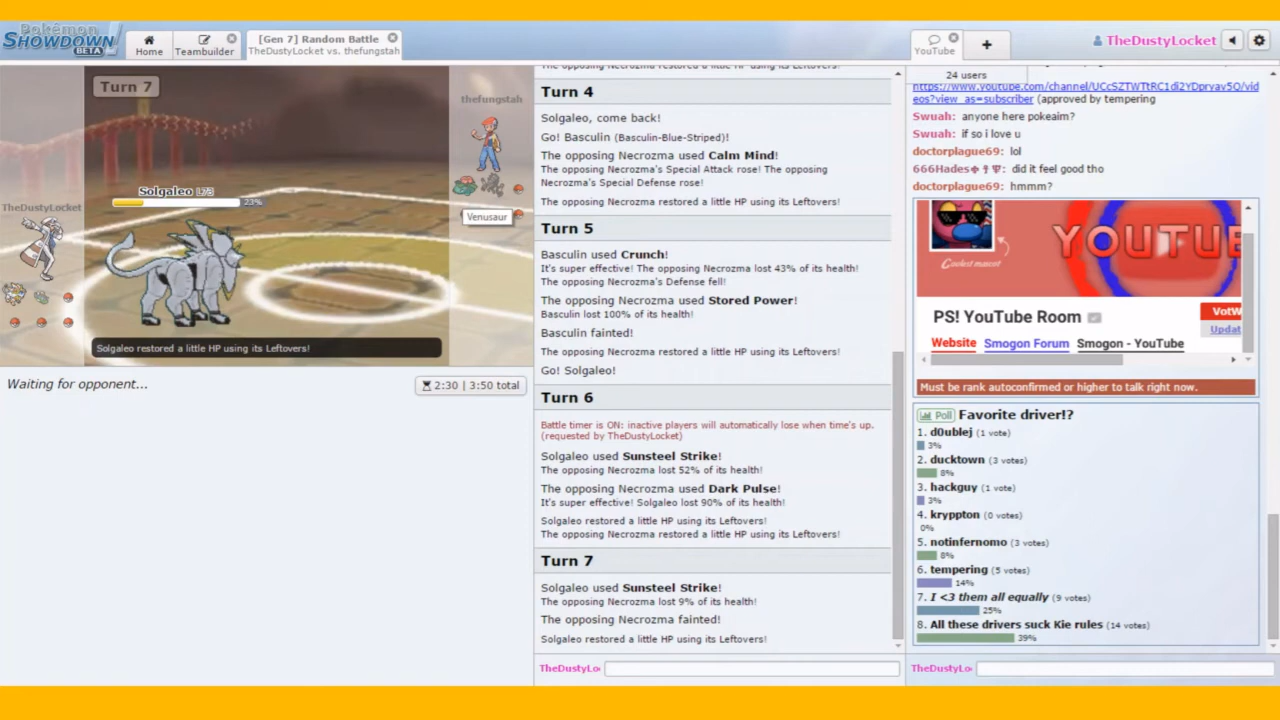 Pokémon
SHOWDOWN
BETA
Home
Teambuilder
[Gen 7] Random Battle
TheDustyLocket vs. thefungstah
YouTube
TheDustyLocket
Turn 7
thefungstah
Solgaleo L73
23%
TheDustyLocket
Venusaur
Solgaleo restored a little HP using its Leftovers!
Waiting for opponent...
2:30 | 3:50 total
The opposing Necrozma restored a little HP using its Leftovers!
Turn 4
Solgaleo, come back!
Go! Basculin (Basculin-Blue-Striped)!
The opposing Necrozma used Calm Mind!
The opposing Necrozma's Special Attack rose! The opposing
Necrozma's Special Defense rose!
The opposing Necrozma restored a little HP using its Leftovers!
Turn 5
Basculin used Crunch!
It's super effective! The opposing Necrozma lost 43% of its health!
The opposing Necrozma's Defense fell!
The opposing Necrozma used Stored Power!
Basculin lost 100% of its health!
Basculin fainted!
The opposing Necrozma restored a little HP using its Leftovers!
Go! Solgaleo!
Turn 6
Battle timer is ON: inactive players will automatically lose when time's up.
(requested by TheDustyLocket)
Solgaleo used Sunsteel Strike!
The opposing Necrozma lost 52% of its health!
The opposing Necrozma used Dark Pulse!
It's super effective! Solgaleo lost 90% of its health!
Solgaleo restored a little HP using its Leftovers!
The opposing Necrozma restored a little HP using its Leftovers!
Turn 7
Solgaleo used Sunsteel Strike!
The opposing Necrozma lost 9% of its health!
The opposing Necrozma fainted!
Solgaleo restored a little HP using its Leftovers!
TheDustyLo
24 users
(approved by tempering
Swuah: anyone here pokeaim?
Swuah: if so i love u
doctorplague69: lol
666Hades: did it feel good tho
doctorplague69: hmmm?
Coolest mascot
YOUTUB
PS! YouTube Room
VotW
Updat
Website Smogon Forum Smogon - YouTube
Must be rank autoconfirmed or higher to talk right now.
Poll Favorite driver!?
1. d0ublej (1 vote)
3%
2. ducktown (3 votes)
8%
3. hackguy (1 vote)
3%
4. kryppton (0 votes)
0%
5. notinfernomo (3 votes)
8%
6. tempering (5 votes)
14%
7. I <3 them all equally (9 votes)
25%
8. All these drivers suck Kie rules (14 votes)
39%
TheDustyLo